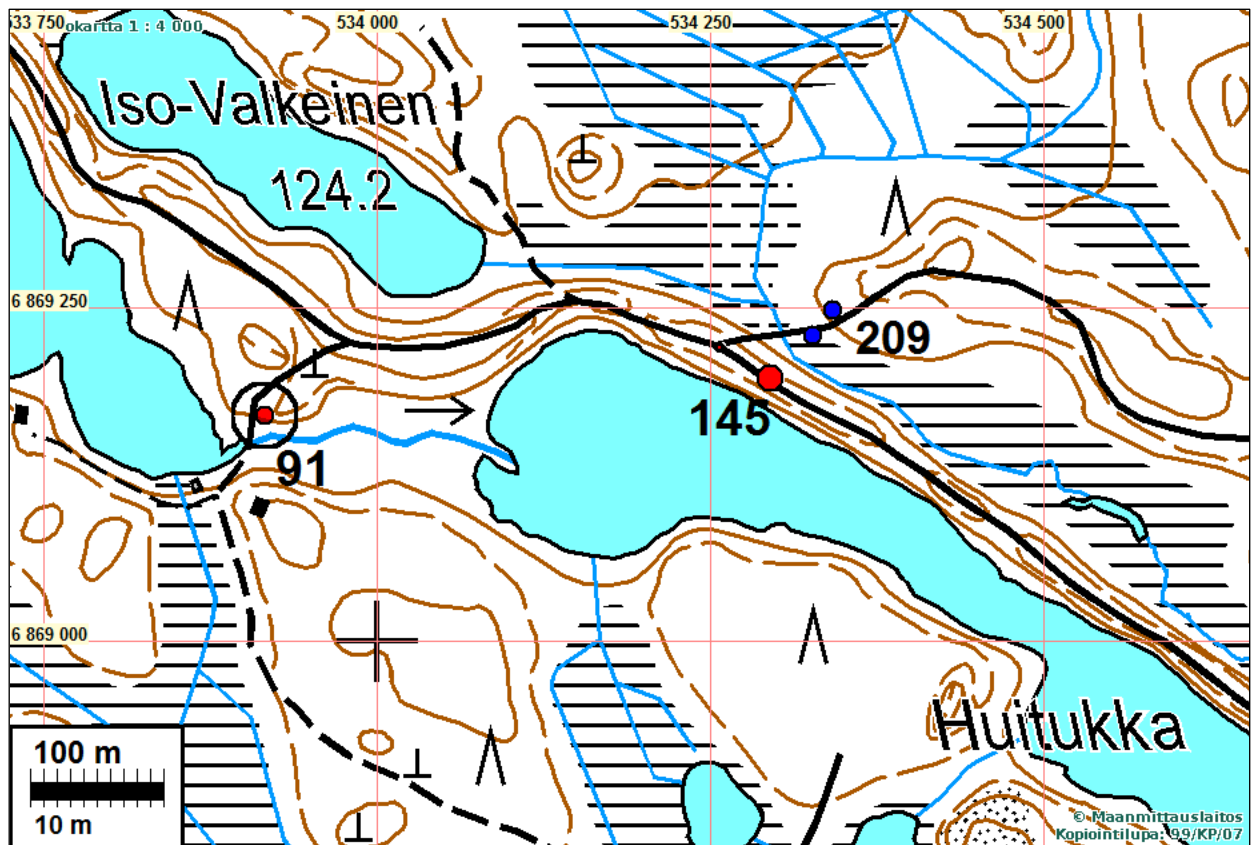 533 750
534 000
534 250
534 500
okartta 1 : 4 000
Iso-Valkeinen
124.2
6 869 250
209
145
91
6 869 000
Huitukka
100 m
10 m
© Maanmittauslaitos
Kopiointilupa: 99/KP/07